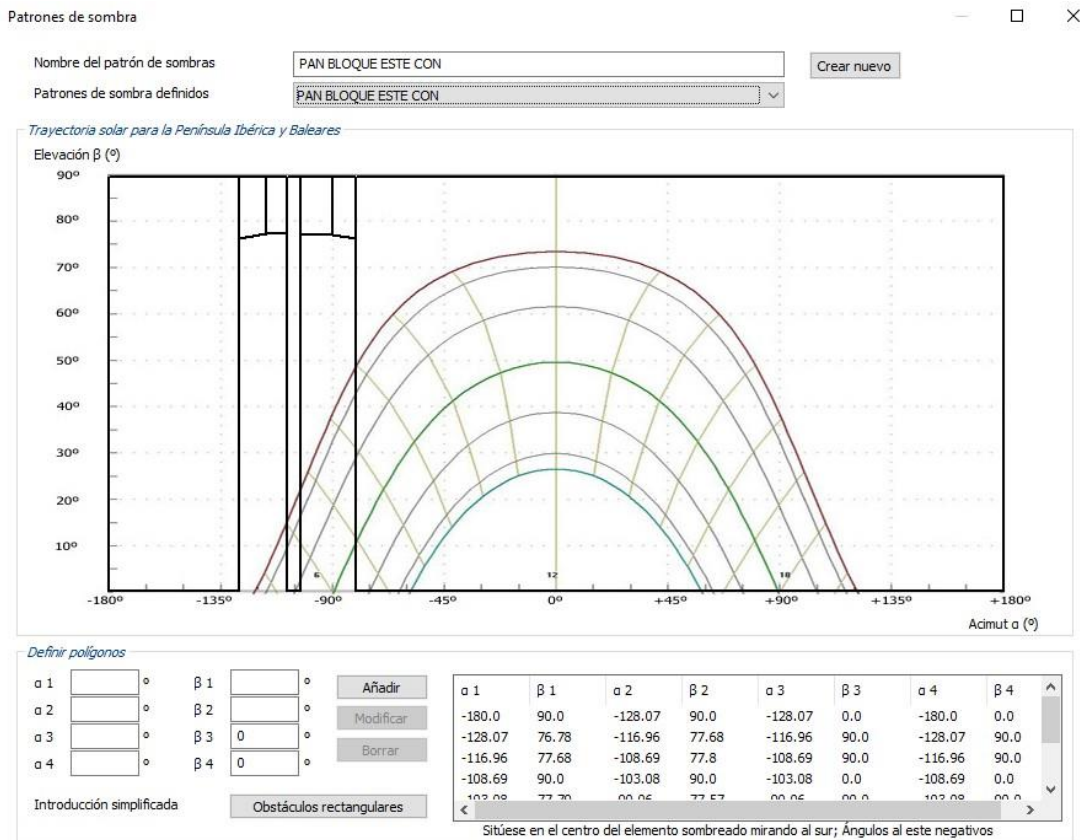 Patrones de sombra
Nombre del patrón de sombras PAN BLOQUE ESTE CON Crear nuevo
Patrones de sombra definidos PAN BLOQUE ESTE CON
Trayectoria solar para la Península Ibérica y Baleares
Elevación β (º)
90º
80º
70º
60º
50º
40º
30º
20º
10º
6 12 18
-180º -135º -90º -45º 0º +45º +90º +135º +180º
Acimut α (º)
Definir polígonos
α 1 º β 1 º Añadir
α 2 º β 2 º Modificar
α 3 º β 3 0 º Borrar
α 4 º β 4 0 º
Introducción simplificada Obstáculos rectangulares
α 1 β 1 α 2 β 2 α 3 β 3 α 4 β 4
-180.0 90.0 -128.07 90.0 -128.07 0.0 -180.0 0.0
-128.07 76.78 -116.96 77.68 -116.96 90.0 -128.07 90.0
-116.96 77.68 -108.69 77.8 -108.69 90.0 -116.96 90.0
-108.69 90.0 -103.08 90.0 -103.08 0.0 -108.69 0.0
Sitúese en el centro del elemento sombreado mirando al sur; Ángulos al este negativos